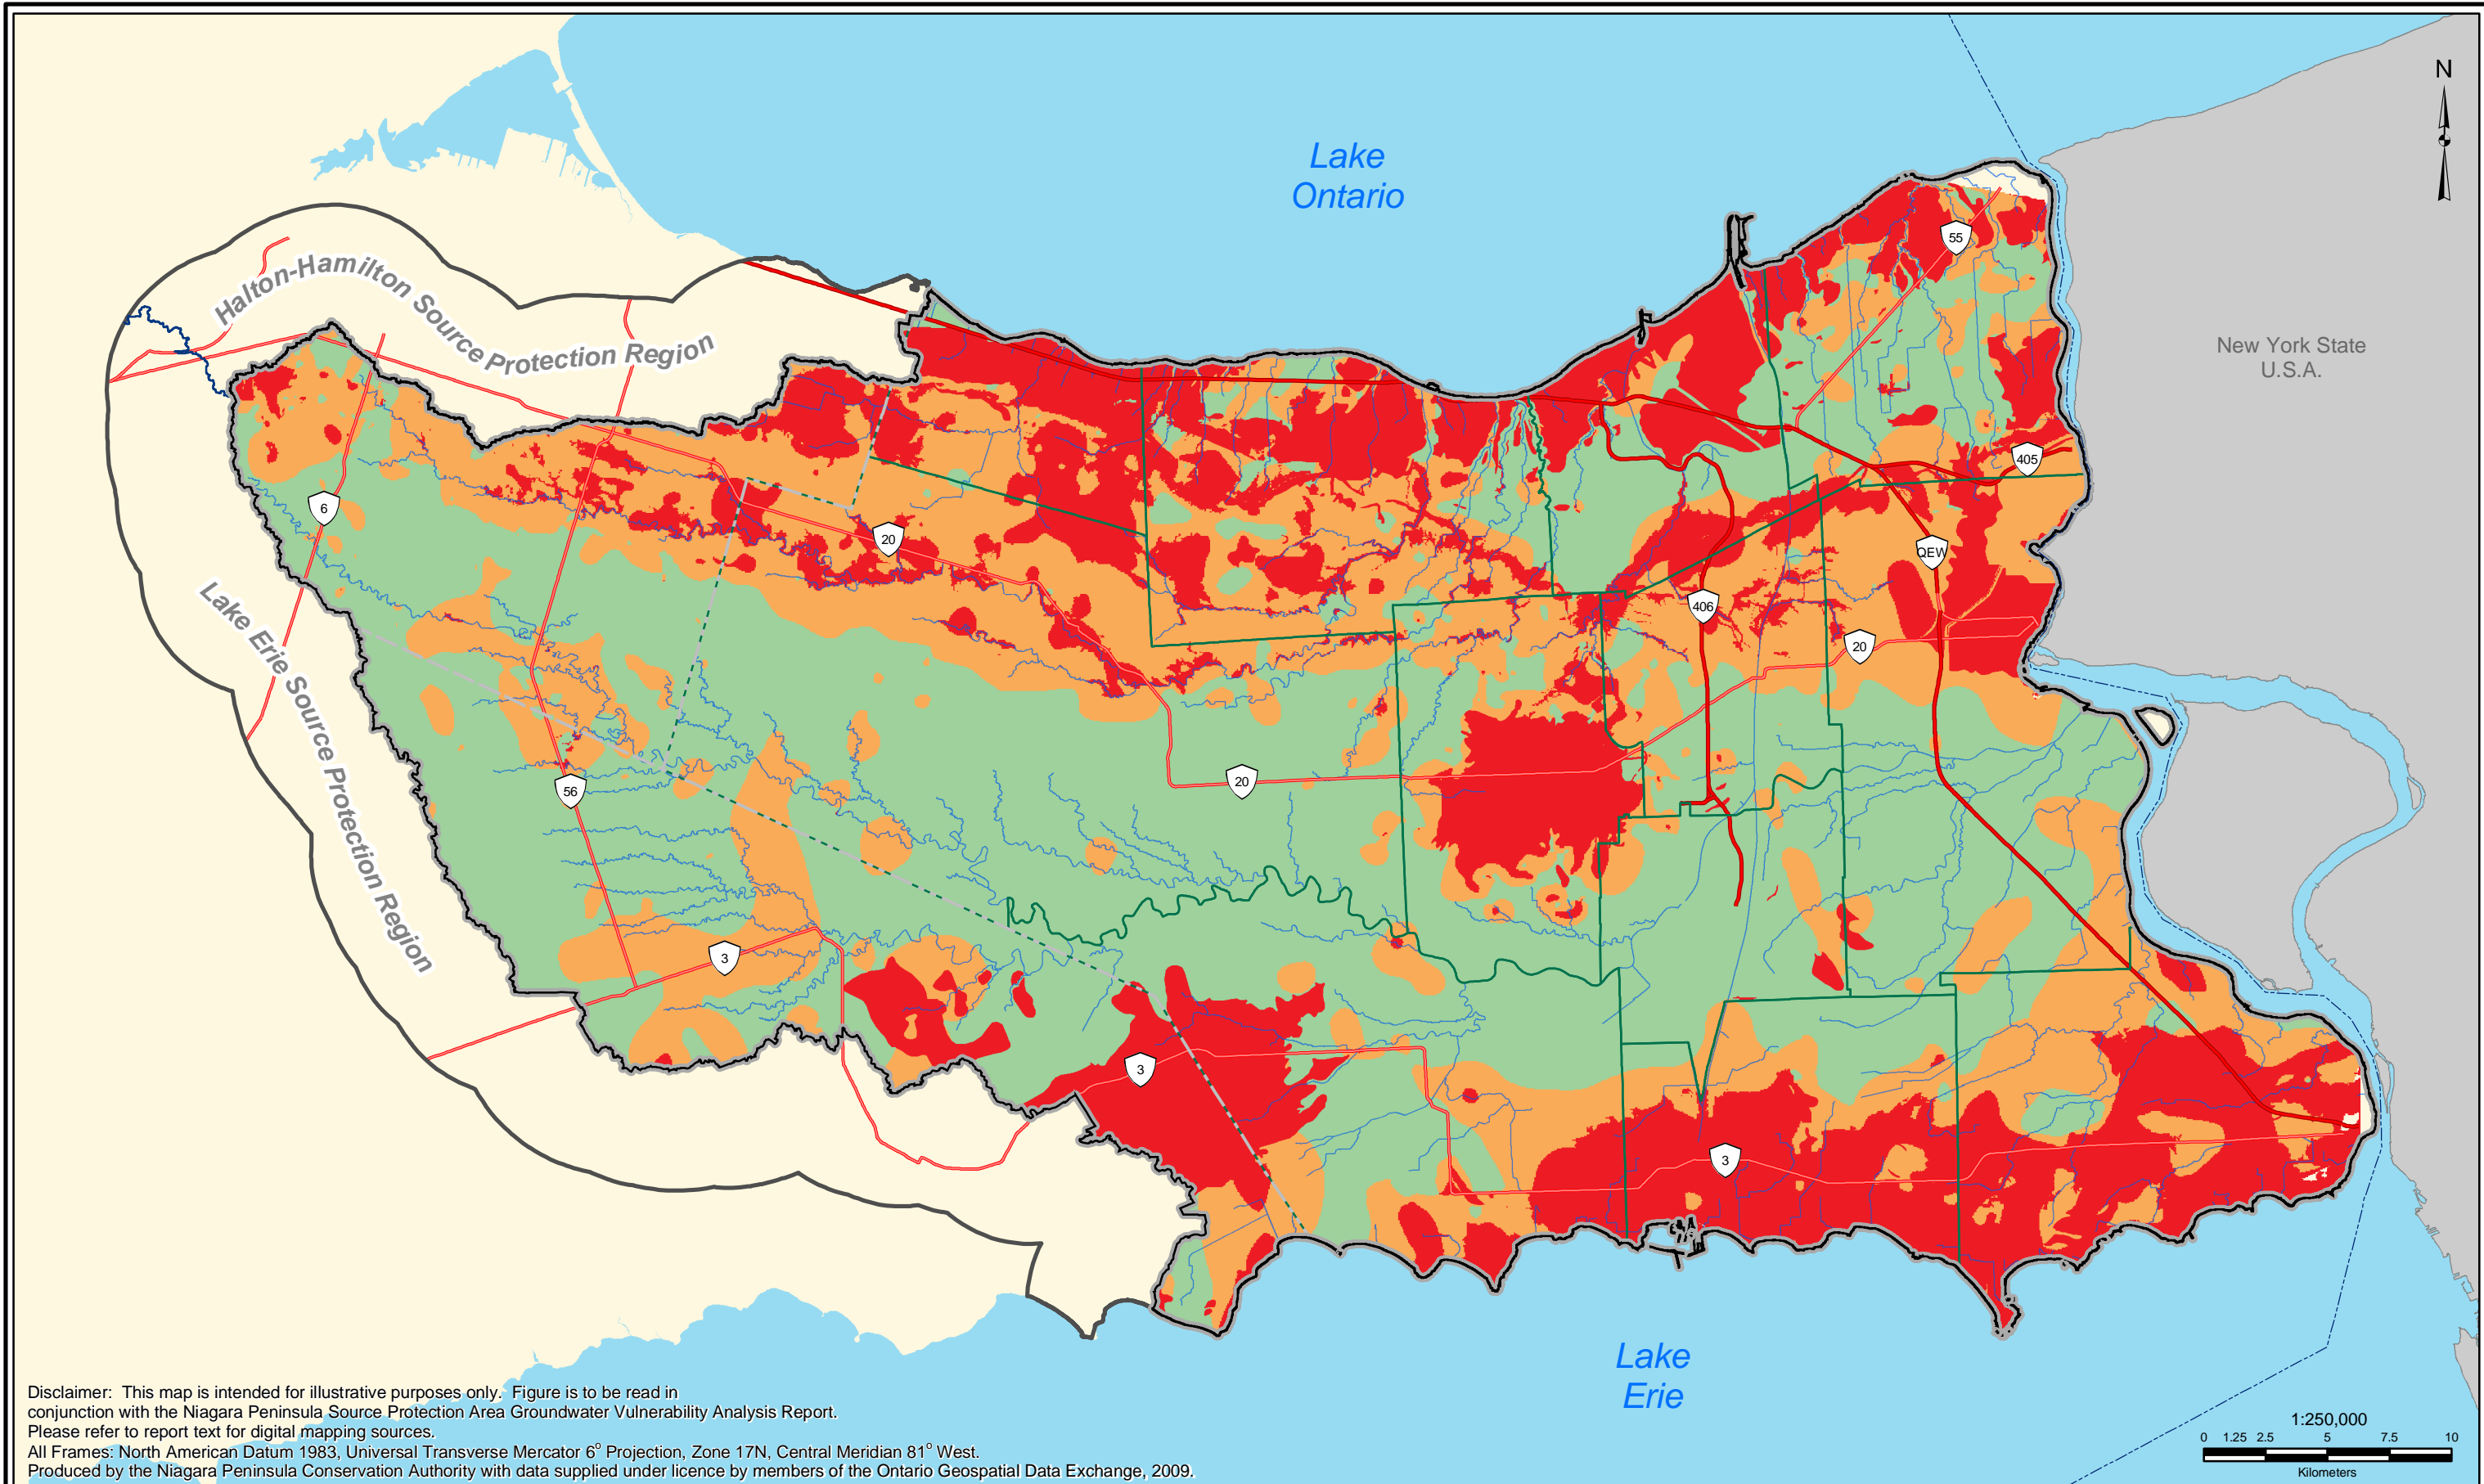 N
Lake
Ontario
55
New York State
U.S.A.
Halton-Hamilton Source Protection Region
405
6
20
QEW
406
20
Lake Erie Source Protection Region
20
56
3
3
3
Lake
Erie
Disclaimer: This map is intended for illustrative purposes only. Figure is to be read in
conjunction with the Niagara Peninsula Source Protection Area Groundwater Vulnerability Analysis Report.
Please refer to report text for digital mapping sources.
All Frames: North American Datum 1983, Universal Transverse Mercator 6° Projection, Zone 17N, Central Meridian 81° West.
Produced by the Niagara Peninsula Conservation Authority with data supplied under licence by members of the Ontario Geospatial Data Exchange, 2009.
1:250,000
0 1.25 2.5 5 7.5 10
Kilometers